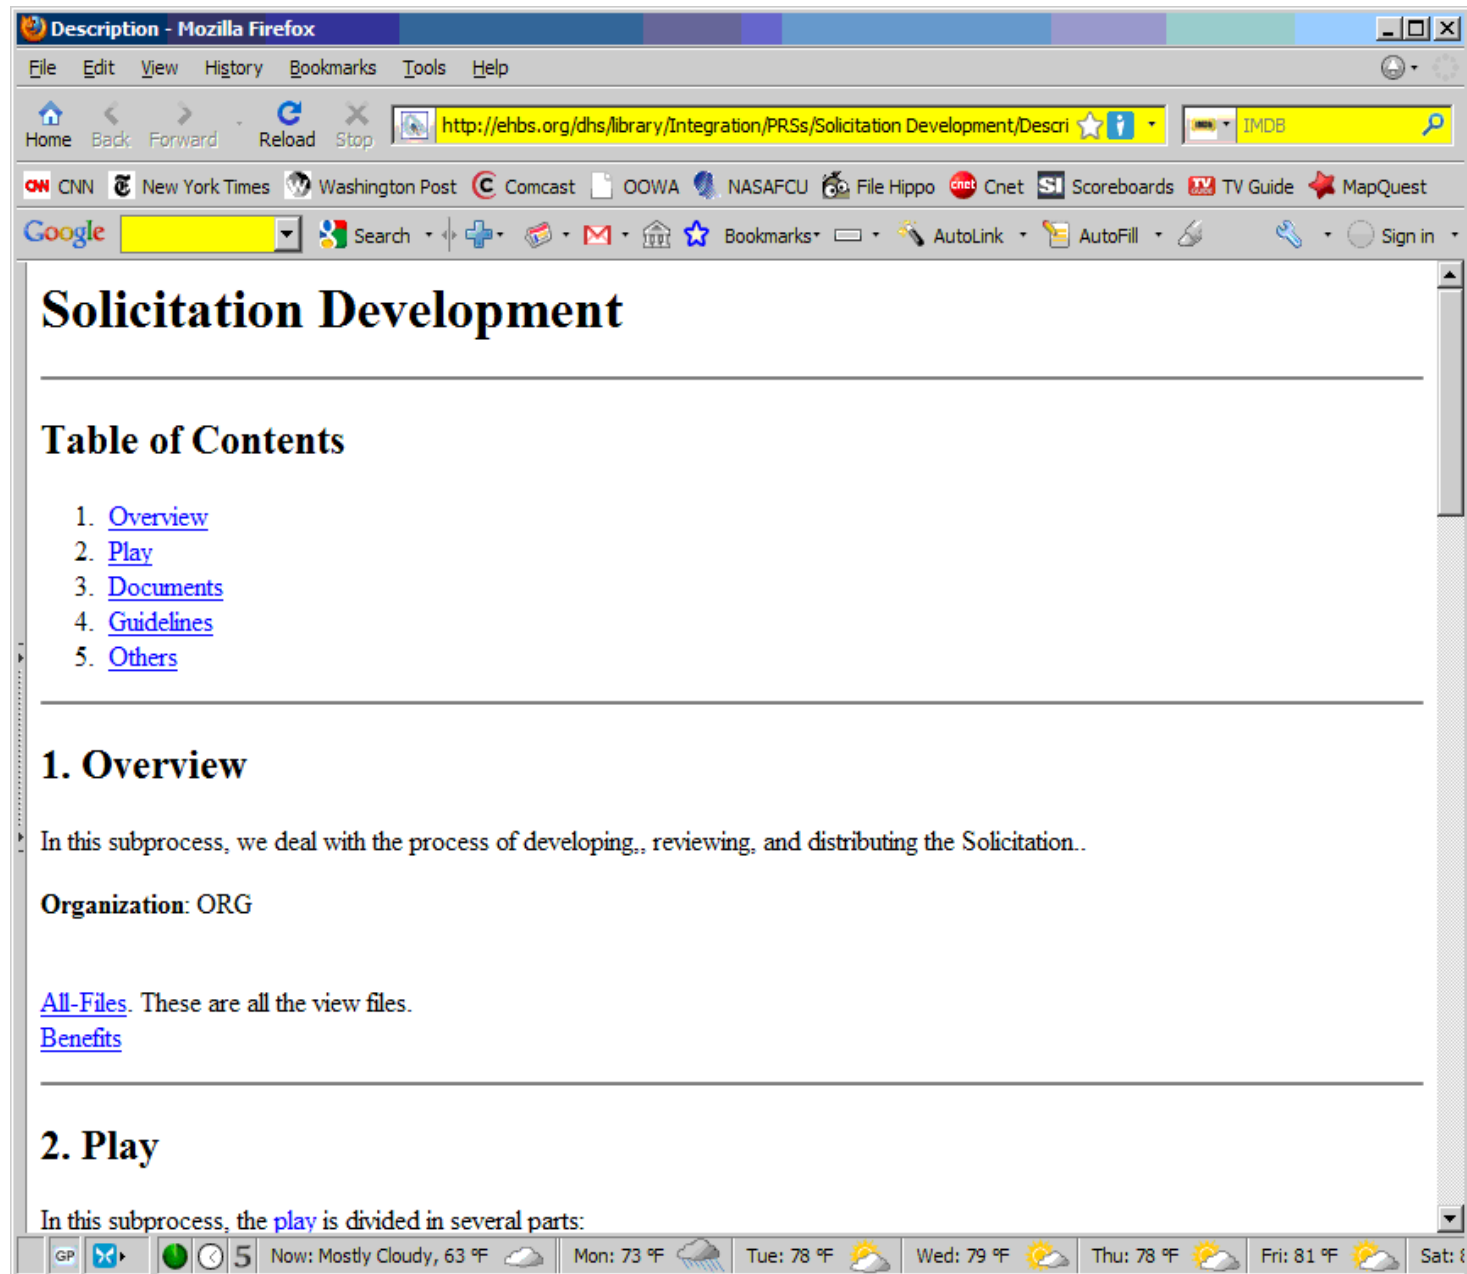 Description - Mozilla Firefox
File Edit View History Bookmarks Tools Help
Home Back Forward Reload Stop http://ehbs.org/dhs/library/Integration/PRSs/Solicitation Development/Descri IMDB
CNN CNN New York Times Washington Post Comcast OOWA NASAFCU File Hippo cnet Cnet SI Scoreboards TV Guide MapQuest
Google Search Bookmarks AutoLink AutoFill Sign in
Solicitation Development
Table of Contents
1. Overview
2. Play
3. Documents
4. Guidelines
5. Others
1. Overview
In this subprocess, we deal with the process of developing,, reviewing, and distributing the Solicitation..
Organization: ORG
All-Files. These are all the view files.
Benefits
2. Play
In this subprocess, the play is divided in several parts:
GP 5 Now: Mostly Cloudy, 63 °F Mon: 73 °F Tue: 78 °F Wed: 79 °F Thu: 78 °F Fri: 81 °F Sat: